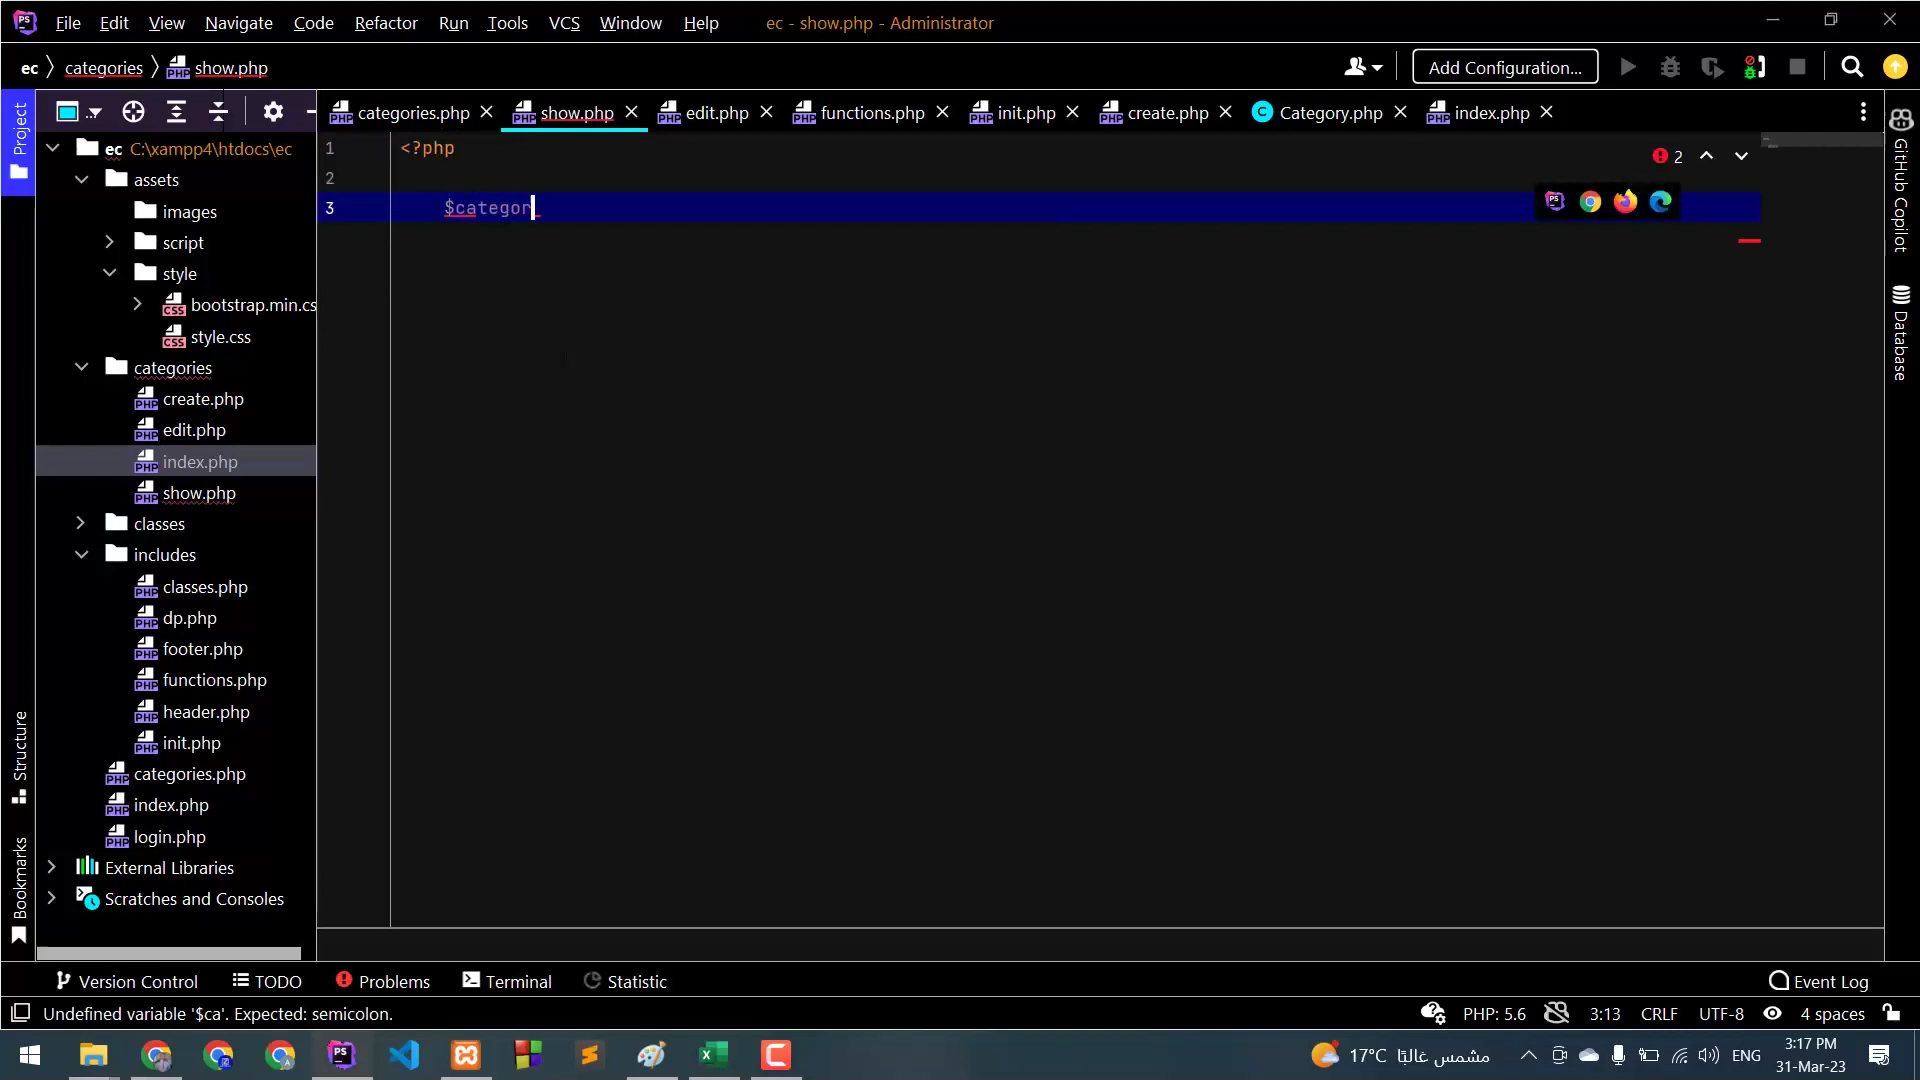 File Edit View Navigate Code Refactor Run Tools VCS Window Help ec - show.php - Administrator
ec categories show.php Add Configuration...
Project
categories.php show.php edit.php functions.php init.php create.php Category.php index.php
ec C:\xampp4\htdocs\ec
assets
images
script
style
bootstrap.min.cs
style.css
categories
create.php
edit.php
index.php
show.php
classes
includes
classes.php
dp.php
footer.php
functions.php
header.php
init.php
categories.php
index.php
login.php
External Libraries
Scratches and Consoles
Structure
Bookmarks
1 <?php
2
3 $categor
2
GitHub Copilot
Database
Version Control TODO Problems Terminal Statistic Event Log
Undefined variable '$ca'. Expected: semicolon. PHP: 5.6 3:13 CRLF UTF-8 4 spaces
17°C مشمس غالبًا ENG 3:17 PM
31-Mar-23